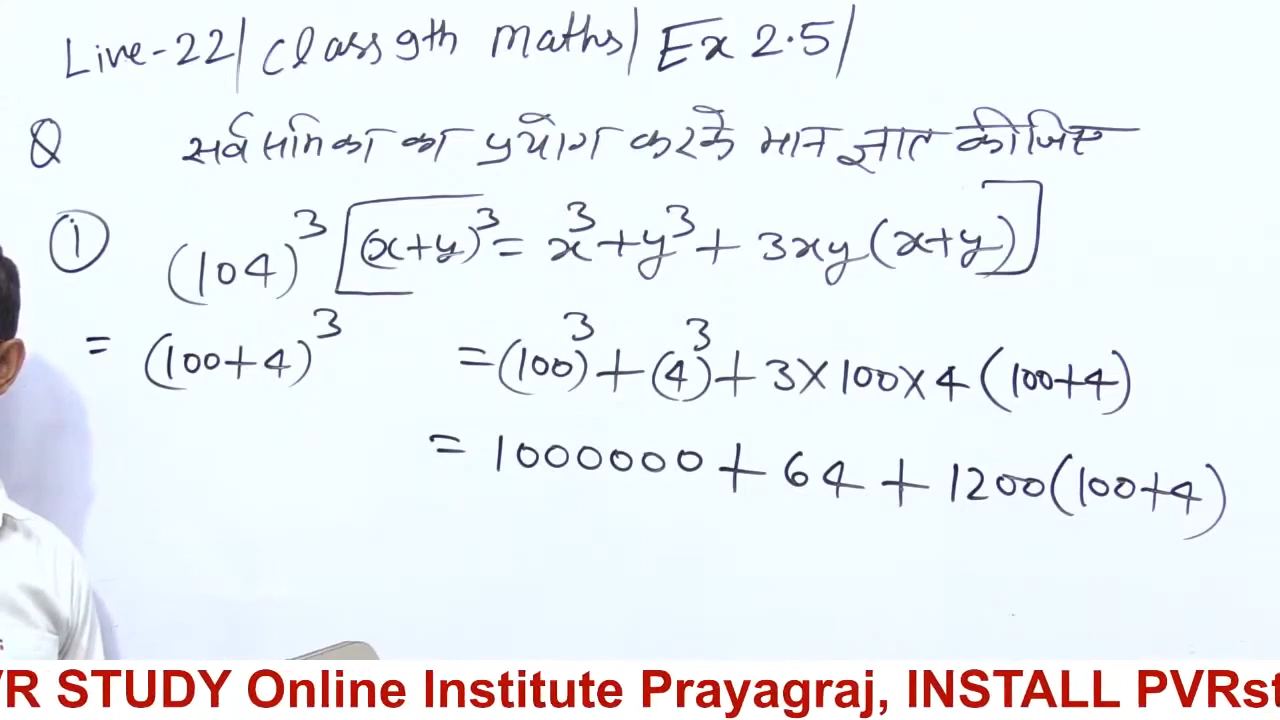 Live-22/ Class 9th maths/ Ex 2.5/
Q सर्वसमिका का प्रयोग करके मान ज्ञात कीजिए
① (104)³ [(x+y)³ = x³ + y³ + 3xy(x+y)]
= (100+4)³ = (100)³ + (4)³ + 3×100×4 (100+4)
= 1000000 + 64 + 1200(100+4)
VR STUDY Online Institute Prayagraj, INSTALL PVRst